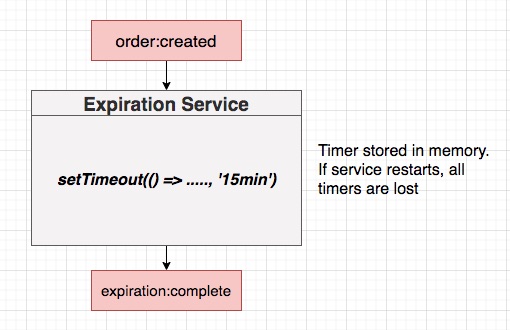 order:created
Expiration Service
setTimeout(() => ....., '15min')
Timer stored in memory.
If service restarts, all
timers are lost
expiration:complete